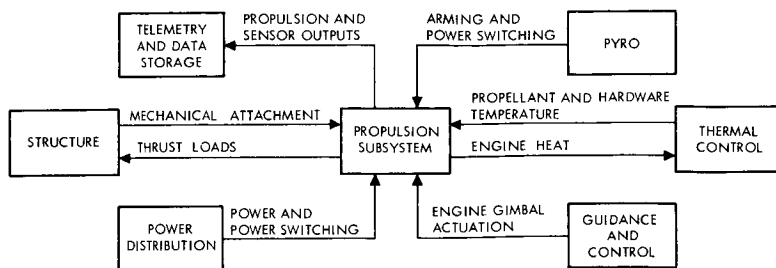 TELEMETRY
AND DATA
STORAGE
PROPULSION AND
SENSOR OUTPUTS
ARMING AND
POWER SWITCHING
PYRO
STRUCTURE
MECHANICAL ATTACHMENT
THRUST LOADS
PROPULSION
SUBSYSTEM
PROPELLANT AND HARDWARE
TEMPERATURE
ENGINE HEAT
THERMAL
CONTROL
POWER
DISTRIBUTION
POWER AND
POWER SWITCHING
ENGINE GIMBAL
ACTUATION
GUIDANCE
AND
CONTROL